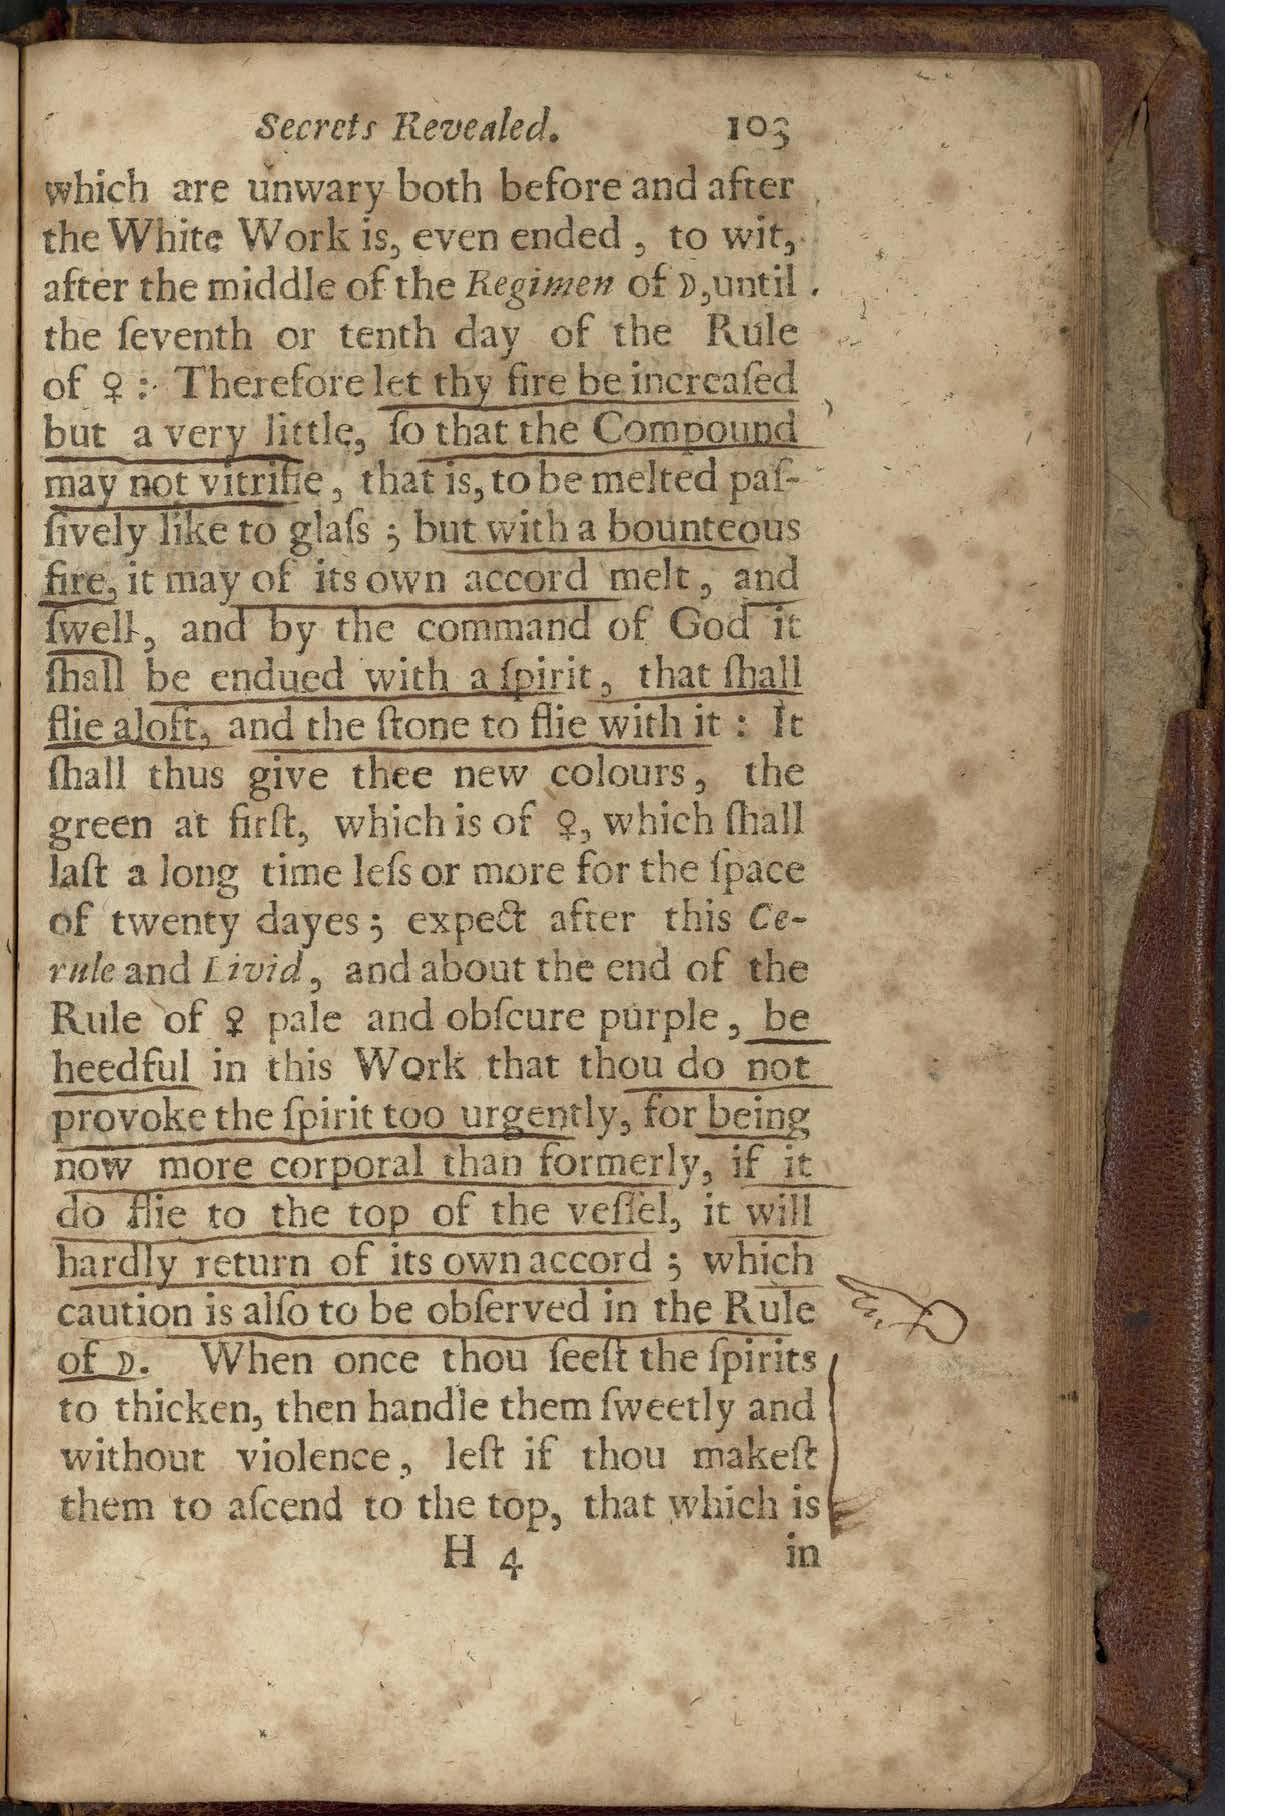 Secrets Revealed. 103
which are unwary both before and after
the White Work is, even ended, to wit,
after the middle of the Regimen of ☽, until
the ſeventh or tenth day of the Rule
of ♀ : Therefore let thy fire be increaſed
but a very little, ſo that the Compound
may not vitrifie, that is, to be melted paſ-
ſively like to glaſs ; but with a bounteous
fire, it may of its own accord melt, and
ſwell, and by the command of God it
ſhall be endued with a ſpirit, that ſhall
flie aloft, and the ſtone to flie with it : It
ſhall thus give thee new colours, the
green at firſt, which is of ♀, which ſhall
laſt a long time leſs or more for the ſpace
of twenty dayes ; expect after this Ce-
rule and Livid, and about the end of the
Rule of ♀ pale and obſcure purple, be
heedful in this Work that thou do not
provoke the ſpirit too urgently, for being
now more corporal than formerly, if it
do flie to the top of the veſſel, it will
hardly return of its own accord ; which
caution is alſo to be obſerved in the Rule
of ☽. When once thou ſeeſt the ſpirits
to thicken, then handle them ſweetly and
without violence, leſt if thou makeſt
them to aſcend to the top, that which is
H 4 in